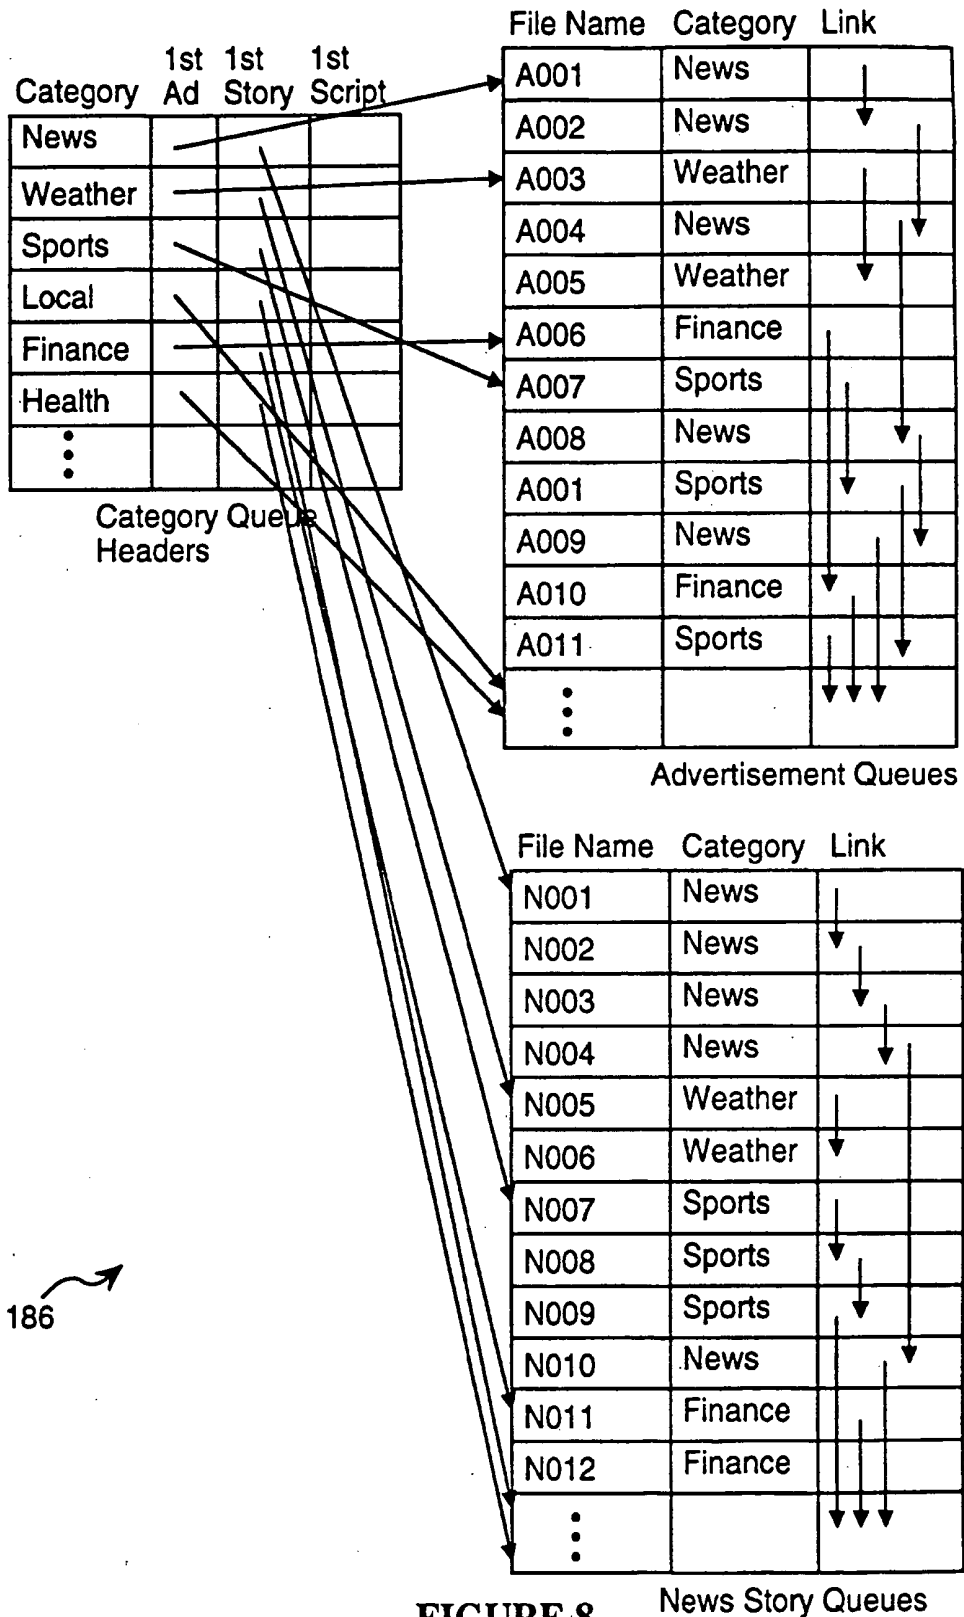 Category 1st Ad 1st Story 1st Script
News
Weather
Sports
Local
Finance
Health
Category Queue
Headers
File Name Category Link
A001 News
A002 News
A003 Weather
A004 News
A005 Weather
A006 Finance
A007 Sports
A008 News
A001 Sports
A009 News
A010 Finance
A011 Sports
Advertisement Queues
File Name Category Link
N001 News
N002 News
N003 News
N004 News
N005 Weather
N006 Weather
N007 Sports
N008 Sports
N009 Sports
N010 News
N011 Finance
N012 Finance
News Story Queues
186
FIGURE 8